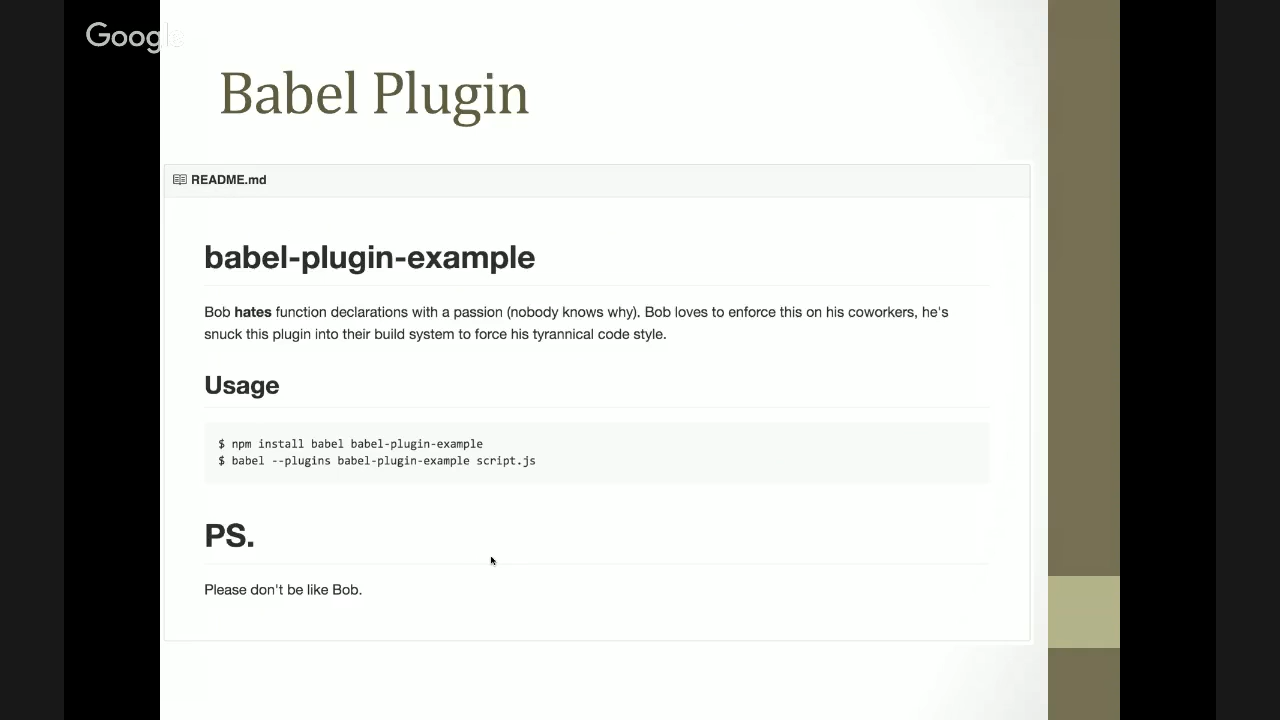 Google
Babel Plugin
README.md
babel-plugin-example
Bob hates function declarations with a passion (nobody knows why). Bob loves to enforce this on his coworkers, he's
snuck this plugin into their build system to force his tyrannical code style.
Usage
$ npm install babel babel-plugin-example
$ babel --plugins babel-plugin-example script.js
PS.
Please don't be like Bob.